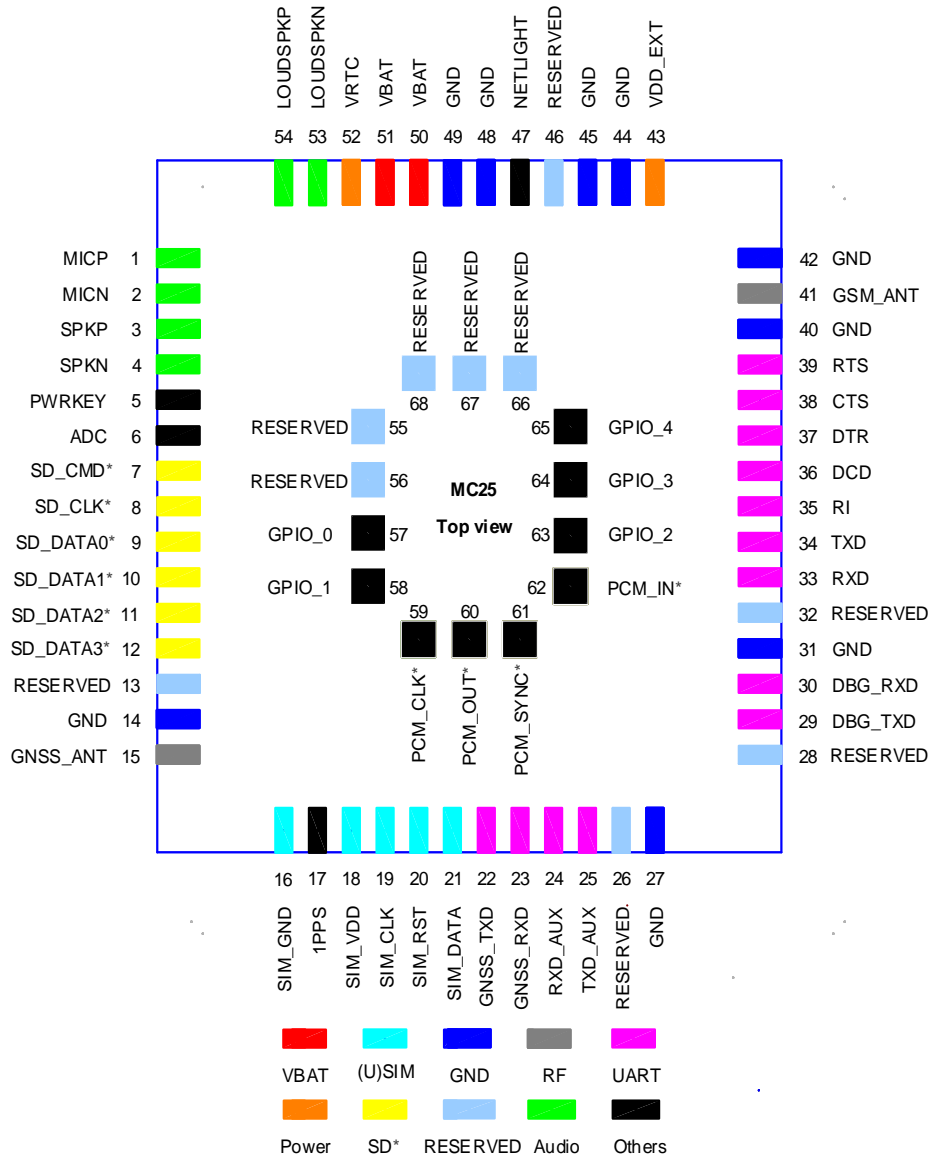 LOUDSPKP
LOUDSPKN
VRTC
VBAT
VBAT
GND
GND
NETLIGHT
RESERVED
GND
GND
VDD_EXT
54 53 52 51 50 49 48 47 46 45 44 43
MICP 1
MICN 2
SPKP 3
SPKN 4
PWRKEY 5
ADC 6
SD_CMD* 7
SD_CLK* 8
SD_DATA0* 9
SD_DATA1* 10
SD_DATA2* 11
SD_DATA3* 12
RESERVED 13
GND 14
GNSS_ANT 15
RESERVED
RESERVED
RESERVED
68 67 66
RESERVED 55
RESERVED 56
GPIO_0 57
GPIO_1 58
MC25
Top view
65 GPIO_4
64 GPIO_3
63 GPIO_2
62 PCM_IN*
59 60 61
PCM_CLK*
PCM_OUT*
PCM_SYNC*
42 GND
41 GSM_ANT
40 GND
39 RTS
38 CTS
37 DTR
36 DCD
35 RI
34 TXD
33 RXD
32 RESERVED
31 GND
30 DBG_RXD
29 DBG_TXD
28 RESERVED
16 17 18 19 20 21 22 23 24 25 26 27
SIM_GND
1PPS
SIM_VDD
SIM_CLK
SIM_RST
SIM_DATA
GNSS_TXD
GNSS_RXD
RXD_AUX
TXD_AUX
RESERVED.
GND
VBAT (U)SIM GND RF UART
Power SD* RESERVED Audio Others